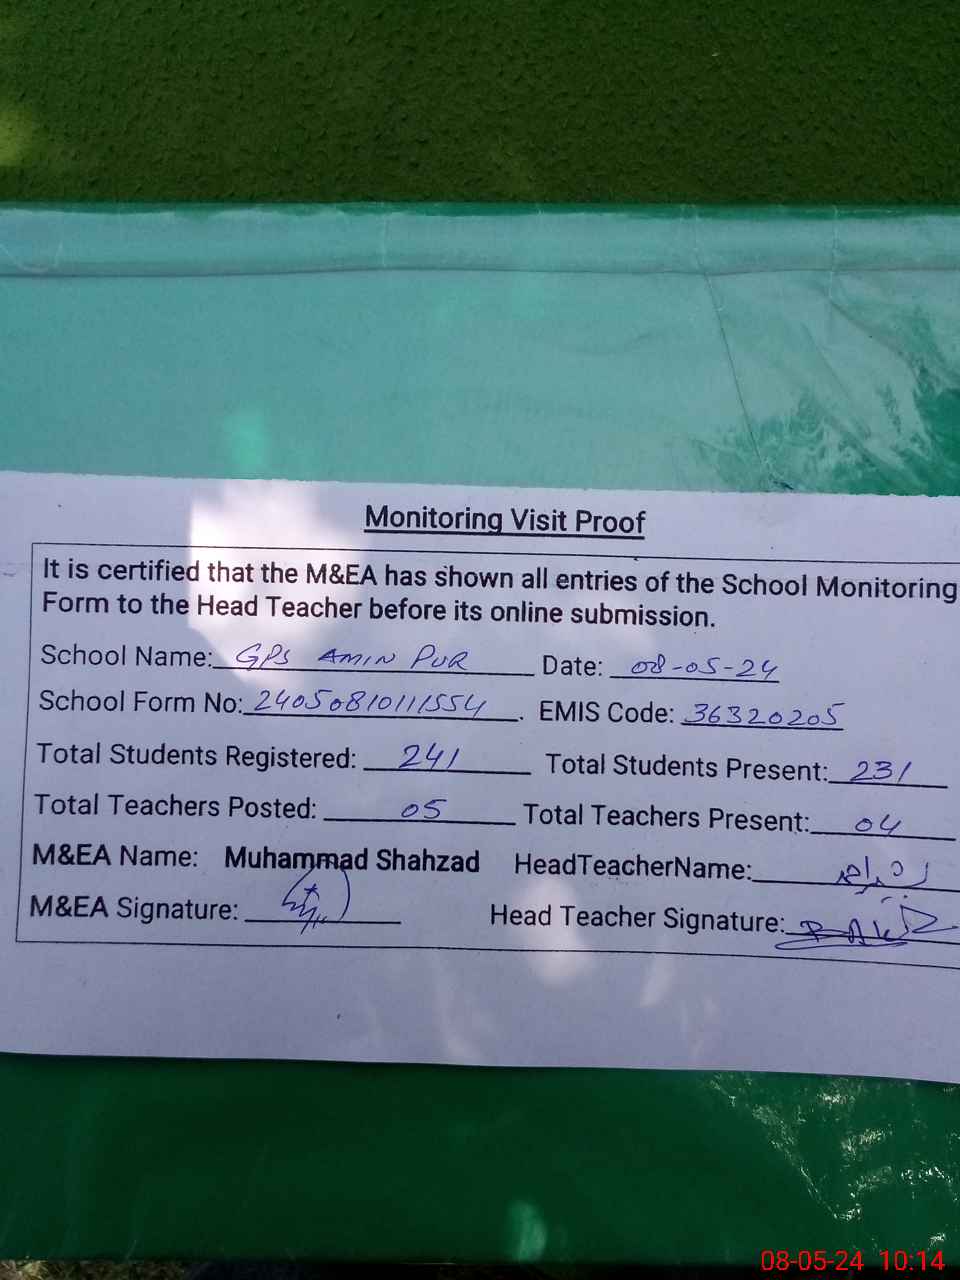 Monitoring Visit Proof
It is certified that the M&EA has shown all entries of the School Monitoring
Form to the Head Teacher before its online submission.
School Name: GPS AMIN PUR Date: 08-05-24
School Form No: 24050810111554. EMIS Code: 36320205
Total Students Registered: 241 Total Students Present: 231
Total Teachers Posted: 05 Total Teachers Present: 04
M&EA Name: Muhammad Shahzad HeadTeacherName:
M&EA Signature: Head Teacher Signature:
08-05-24 10:14